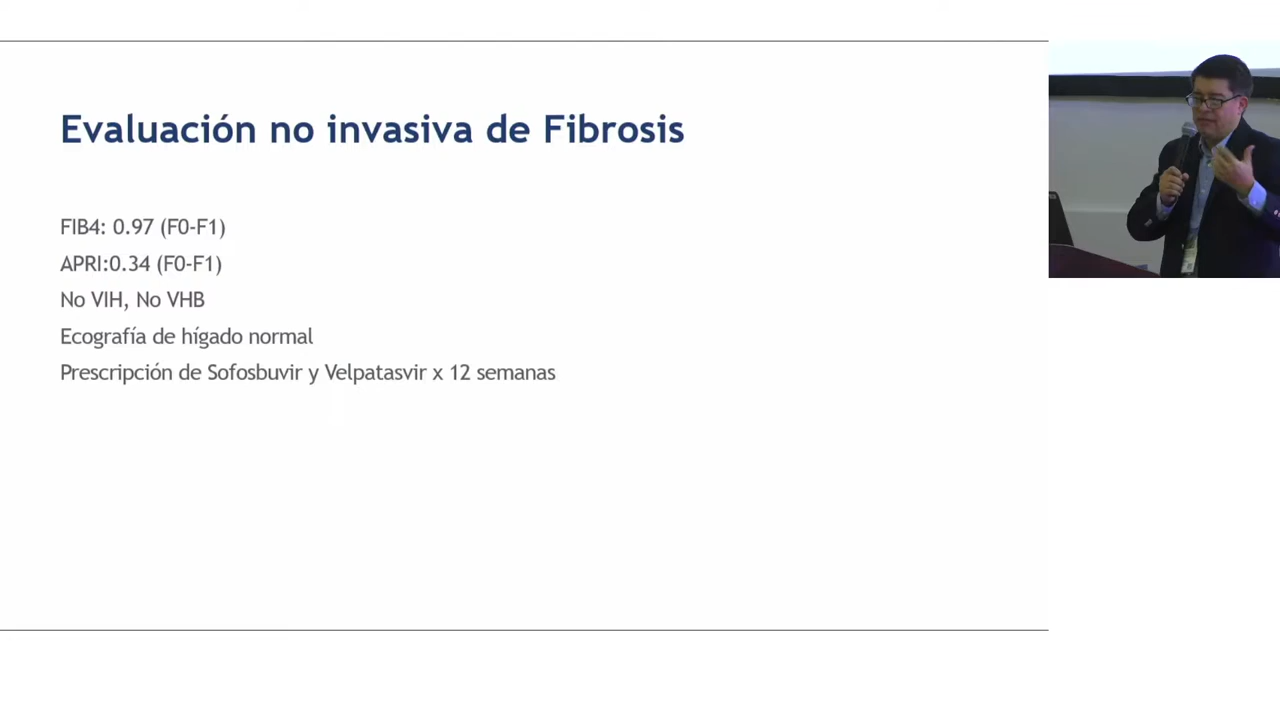 Evaluación no invasiva de Fibrosis
FIB4: 0.97 (F0-F1)
APRI:0.34 (F0-F1)
No VIH, No VHB
Ecografía de hígado normal
Prescripción de Sofosbuvir y Velpatasvir x 12 semanas